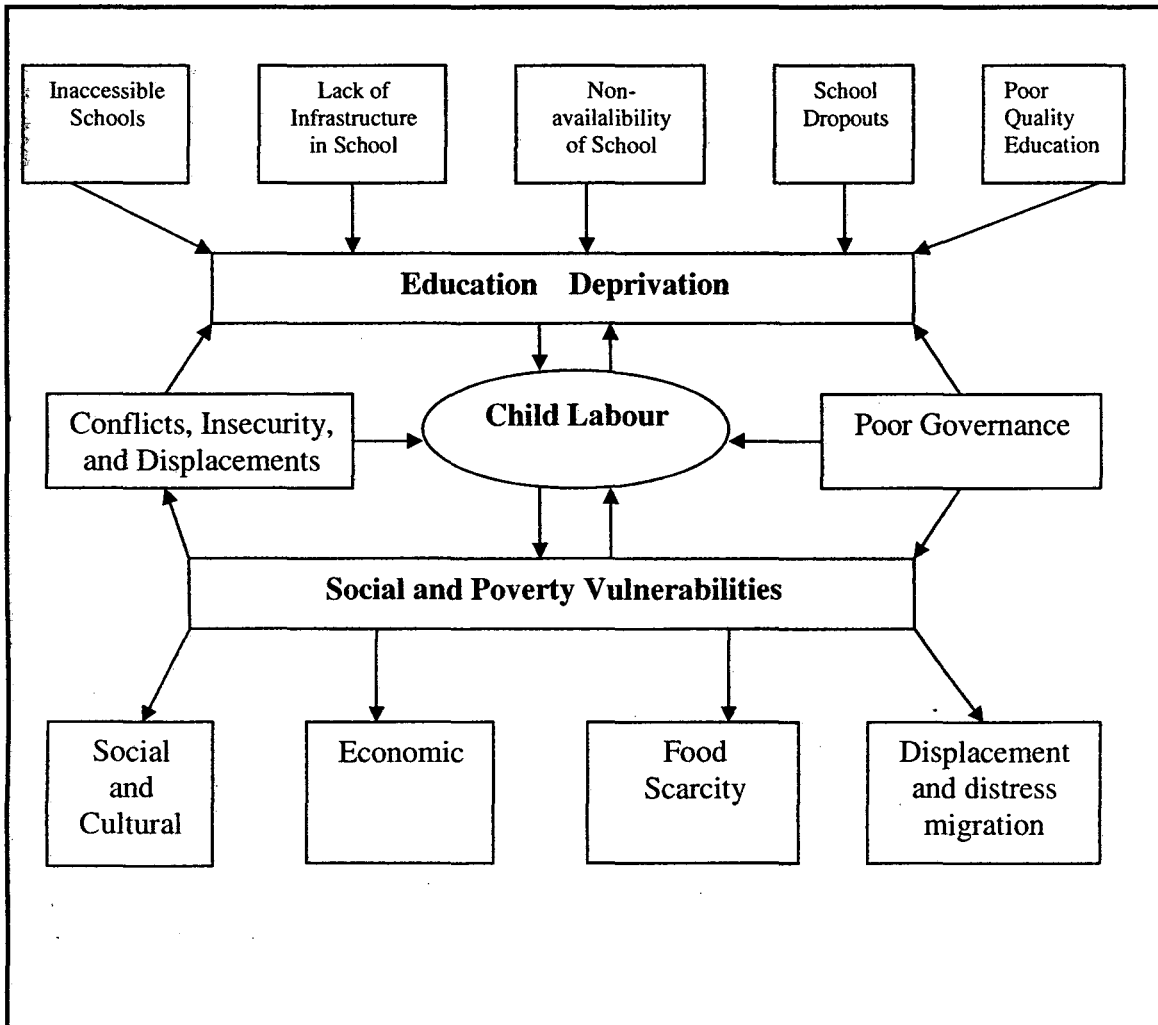 Inaccessible
Schools
Lack of
Infrastructure
in School
Non-
availalibility
of School
School
Dropouts
Poor
Quality
Education
Education Deprivation
Conflicts, Insecurity,
and Displacements
Child Labour
Poor Governance
Social and Poverty Vulnerabilities
Social
and
Cultural
Economic
Food
Scarcity
Displacement
and distress
migration